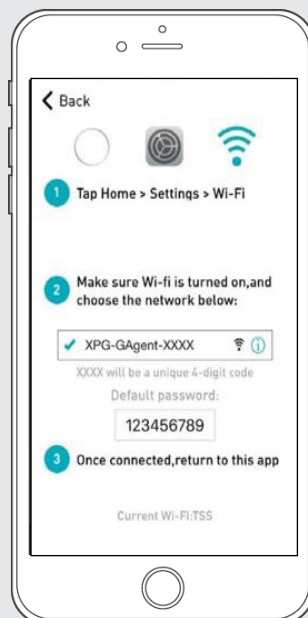 Back
1 Tap Home > Settings > Wi-Fi
2 Make sure Wi-fi is turned on,and
choose the network below:
XPG-GAgent-XXXX
XXXX will be a unique 4-digit code
Default password:
123456789
3 Once connected,return to this app
Current Wi-Fi:TSS